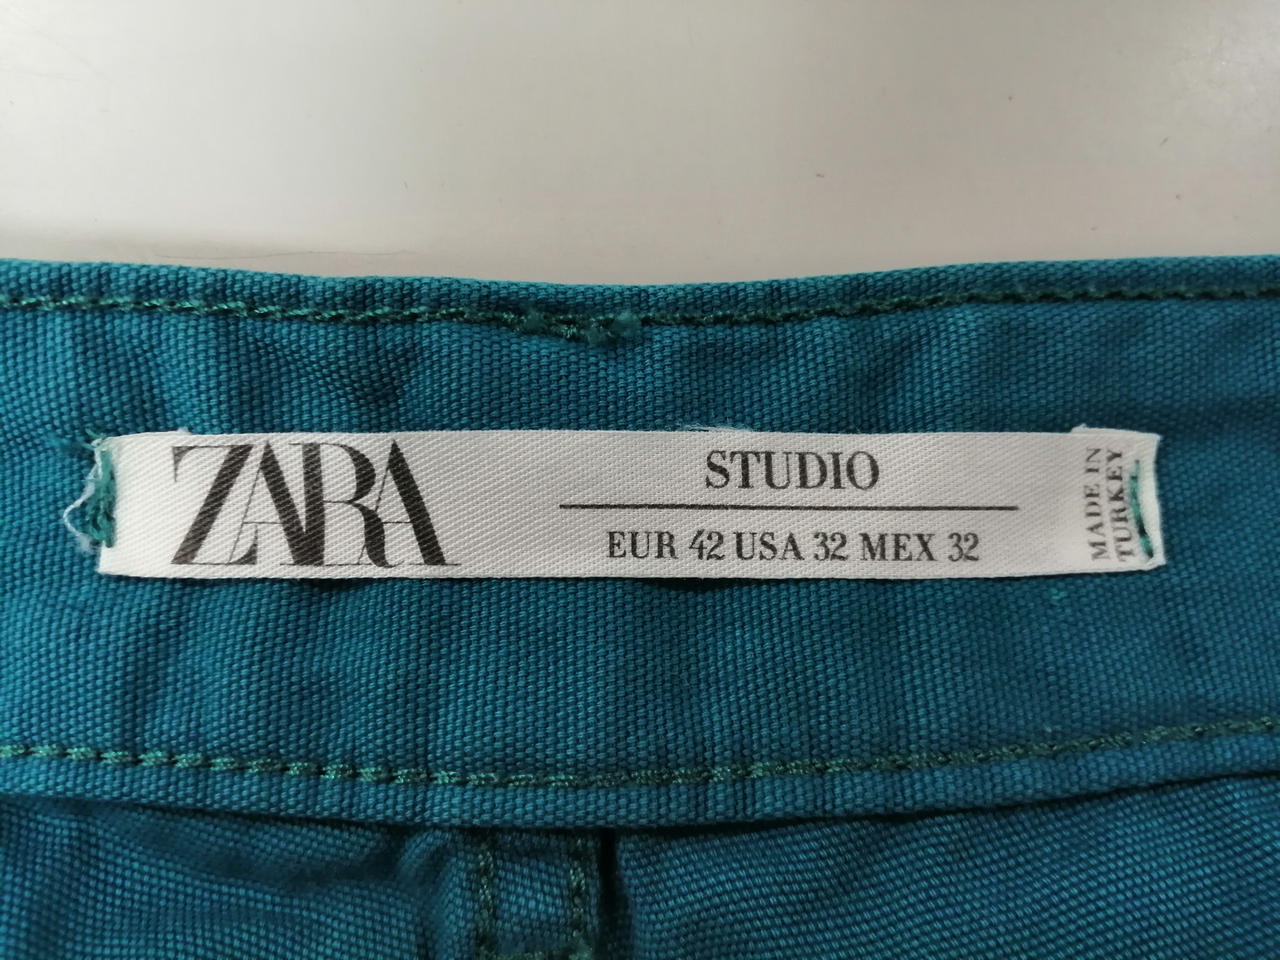 ZARA
STUDIO
EUR 42 USA 32 MEX 32
MADE IN
TURKEY